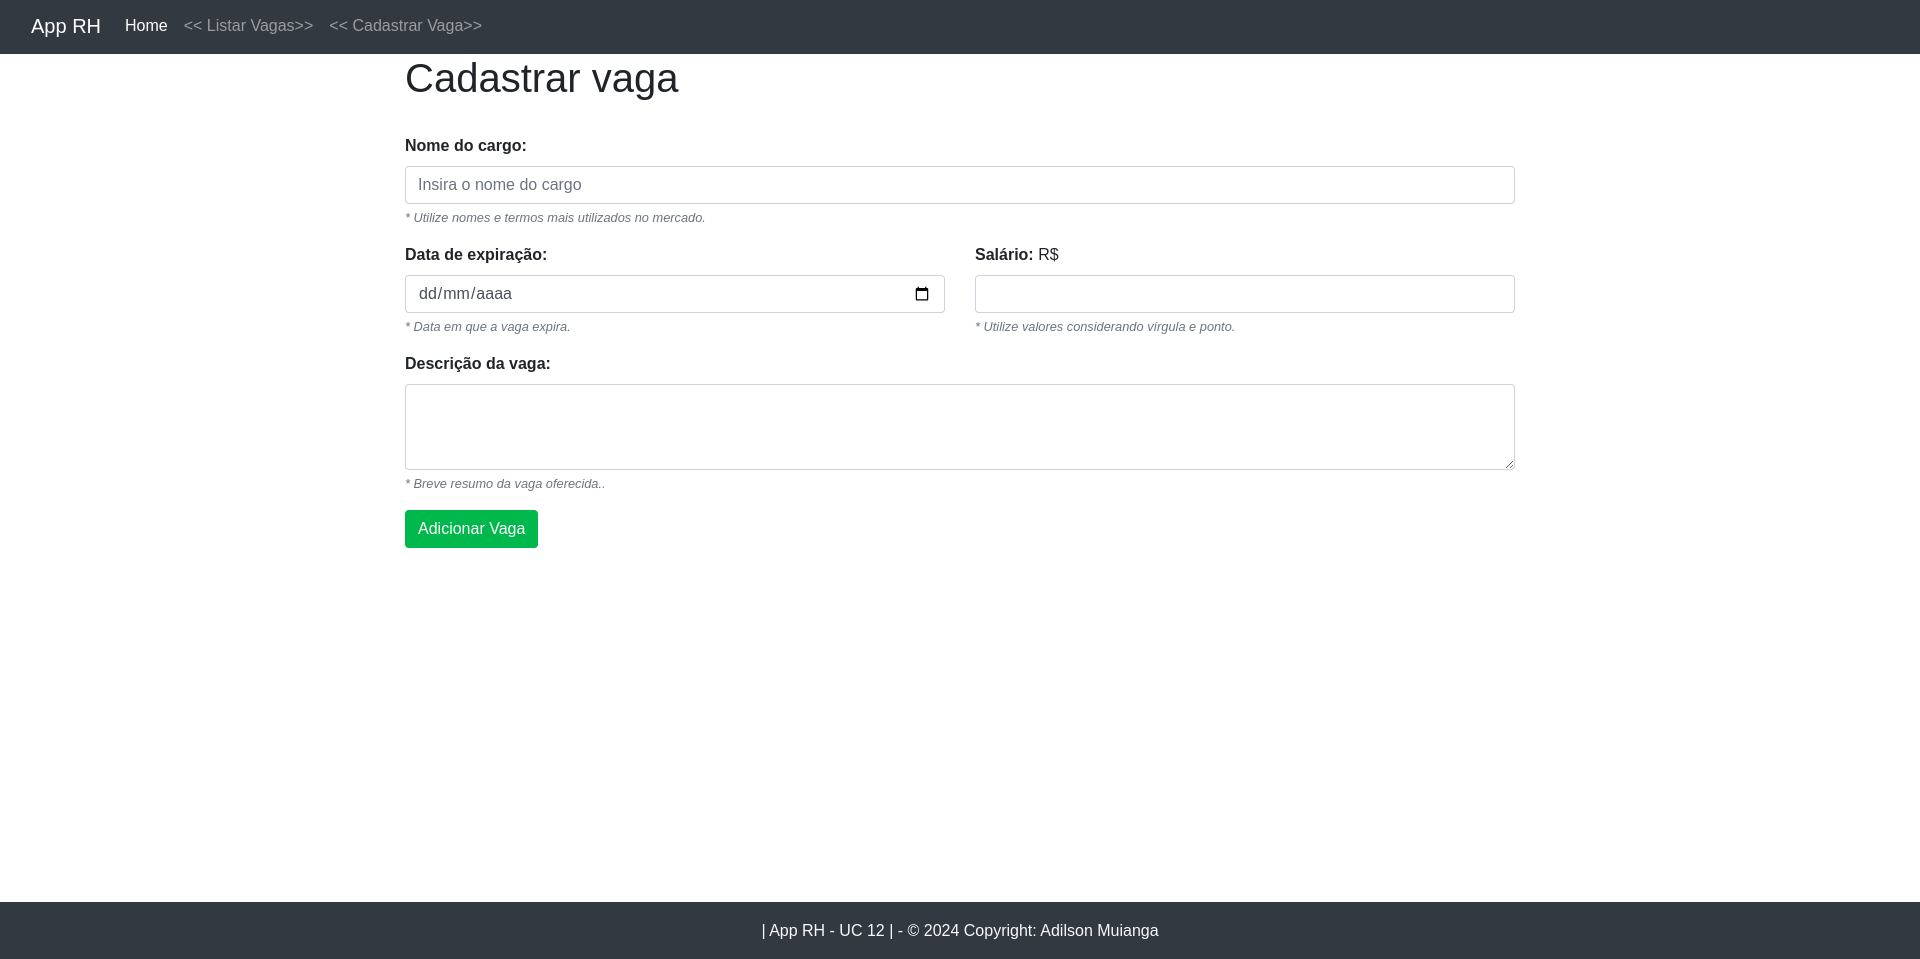 App RH Home << Listar Vagas>> << Cadastrar Vaga>>
Cadastrar vaga
Nome do cargo:
Insira o nome do cargo
* Utilize nomes e termos mais utilizados no mercado.
Data de expiração: Salário: R$
dd/mm/aaaa
* Data em que a vaga expira. * Utilize valores considerando vírgula e ponto.
Descrição da vaga:
* Breve resumo da vaga oferecida..
Adicionar Vaga
| App RH - UC 12 | - © 2024 Copyright: Adilson Muianga